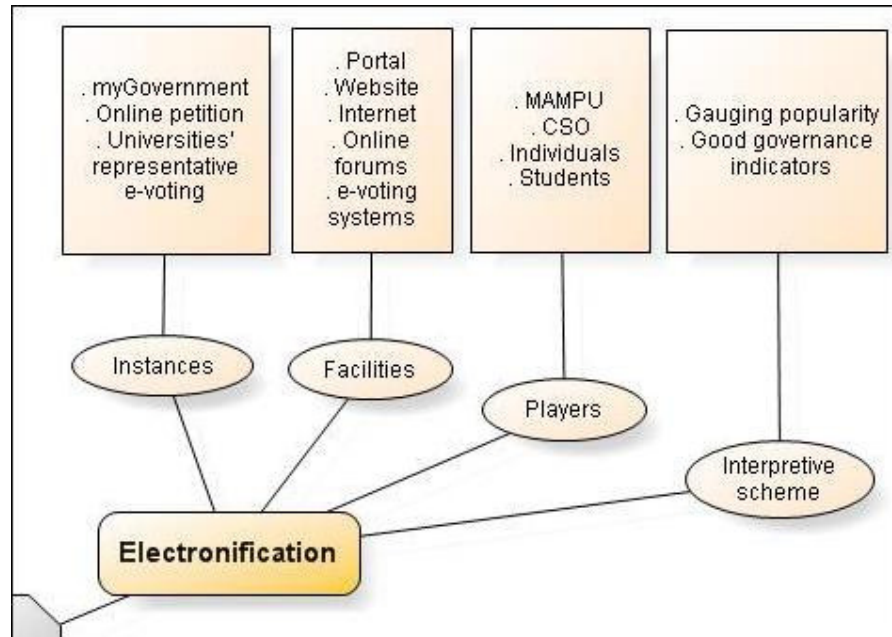 . myGovernment
. Online petition
. Universities'
representative
e-voting
. Portal
. Website
. Internet
. Online
forums
. e-voting
systems
. MAMPU
. CSO
. Individuals
. Students
. Gauging popularity
. Good governance
indicators
Instances
Facilities
Players
Interpretive
scheme
Electronification